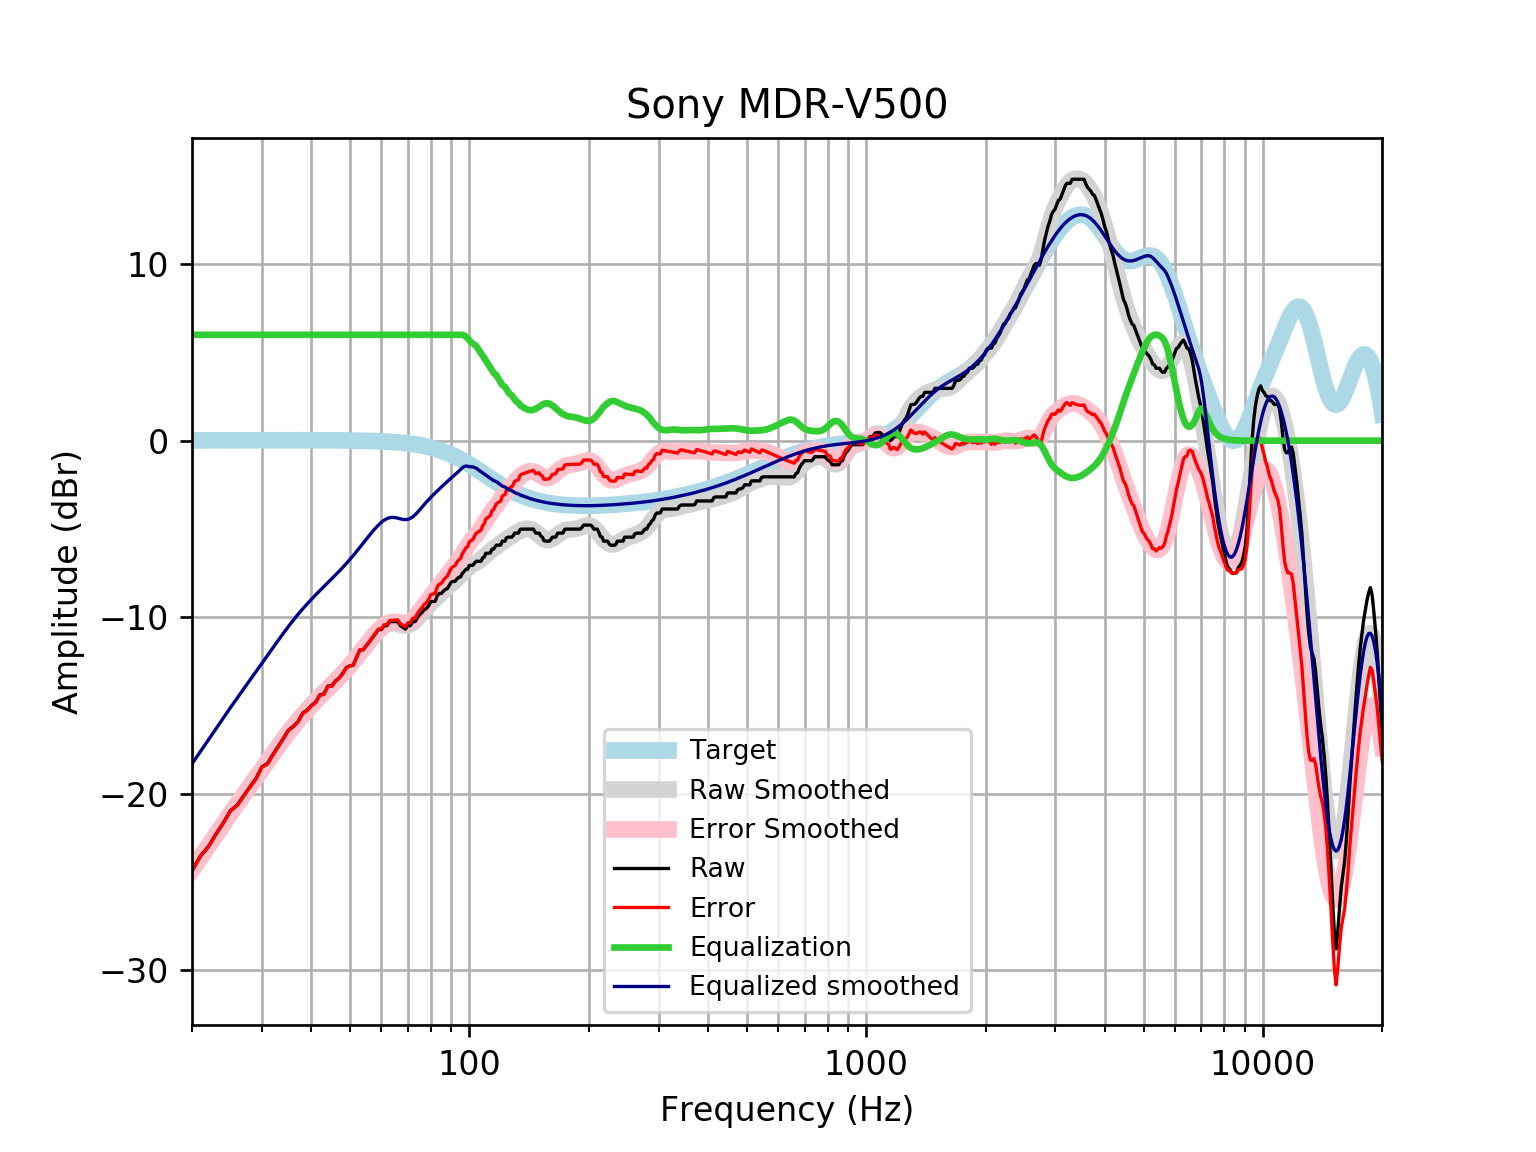 Sony MDR-V500
10
0
−10
−20
−30
Amplitude (dBr)
Target
Raw Smoothed
Error Smoothed
Raw
Error
Equalization
Equalized smoothed
100
1000
10000
Frequency (Hz)